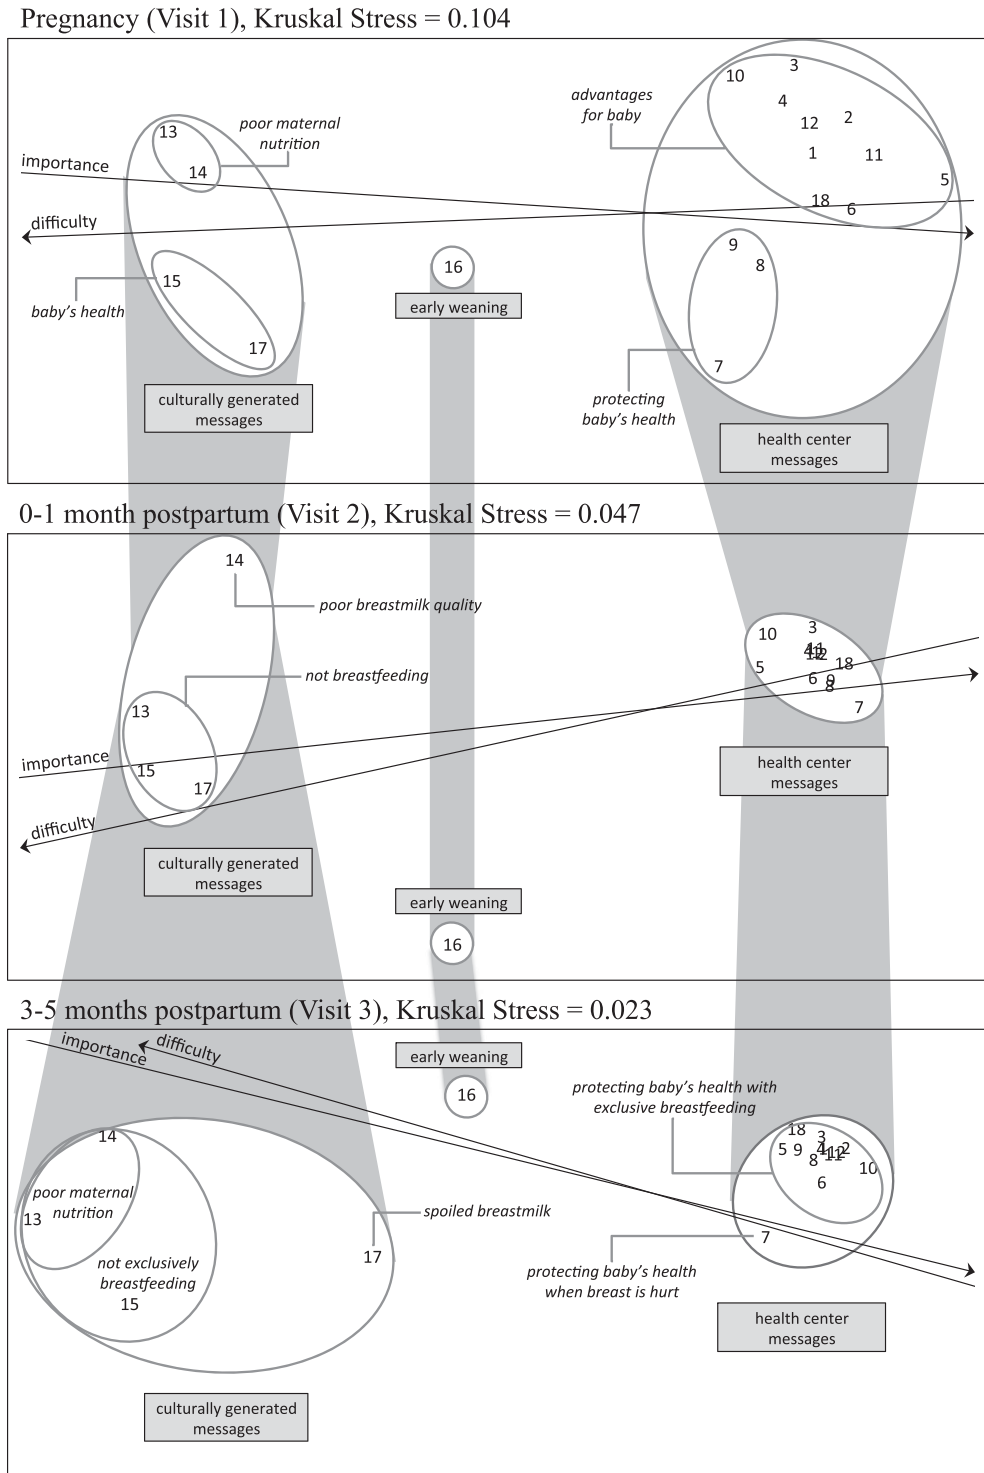 Pregnancy (Visit 1), Kruskal Stress = 0.104
importance
difficulty
13
14
poor maternal
nutrition
15
baby's health
17
culturally generated
messages
16
early weaning
advantages
for baby
10
3
4
12
2
1
11
5
18
6
9
8
7
protecting
baby's health
health center
messages
0-1 month postpartum (Visit 2), Kruskal Stress = 0.047
14
poor breastmilk quality
not breastfeeding
13
importance
15
17
difficulty
culturally generated
messages
early weaning
16
10
3
5
18
6
9
8
7
health center
messages
3-5 months postpartum (Visit 3), Kruskal Stress = 0.023
importance
difficulty
early weaning
16
14
poor maternal
nutrition
13
not exclusively
breastfeeding
15
spoiled breastmilk
17
culturally generated
messages
protecting baby's health with
exclusive breastfeeding
18
3
5
9
2
8
10
6
7
protecting baby's health
when breast is hurt
health center
messages